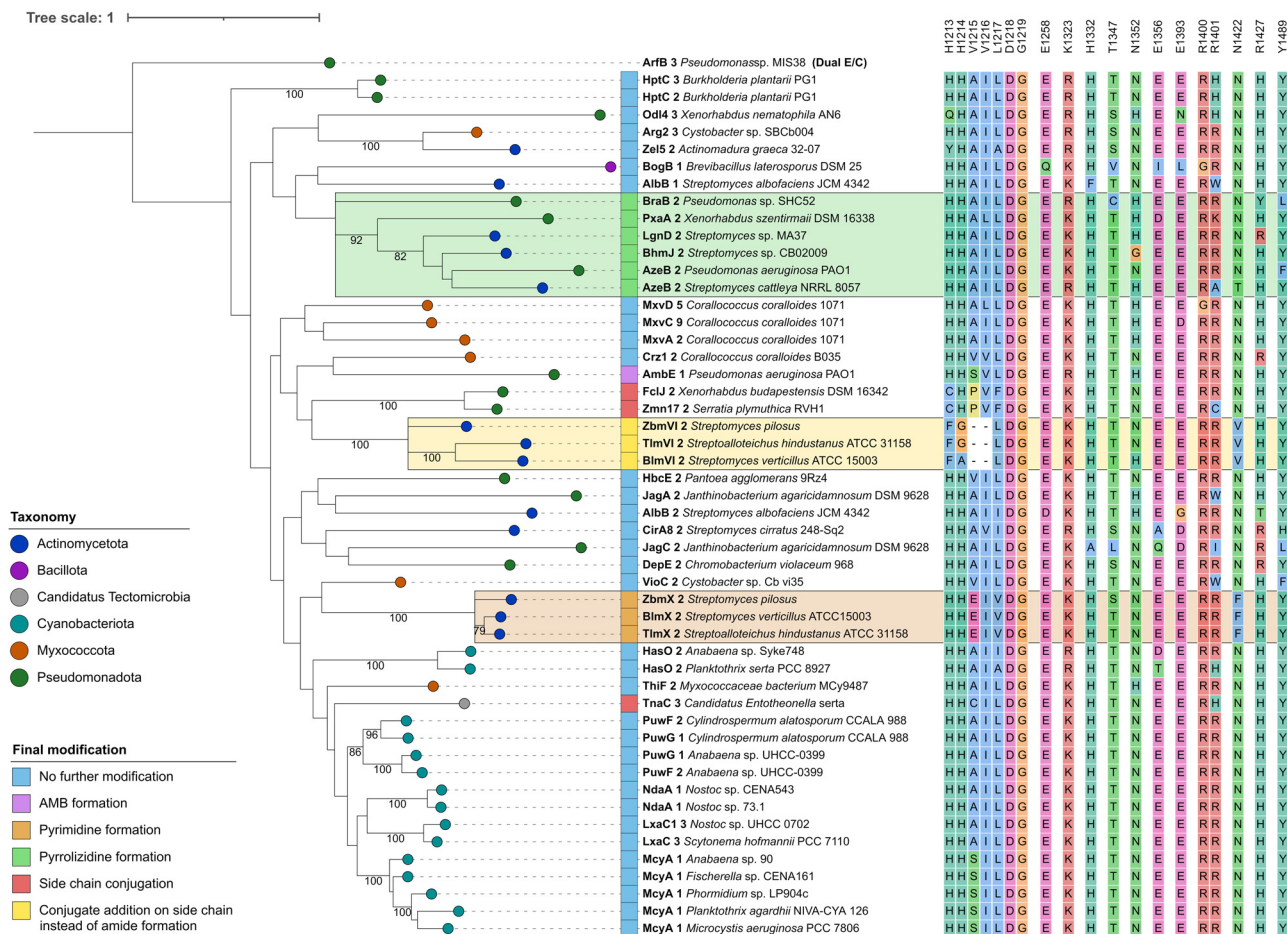 Tree scale: 1
H1213 H1214 V1215 V1216 L1217 D1218 G1219 E1258 K1323 H1332 T1347 N1352 E1356 E1393 R1400 R1401 N1422 R1427 Y1489
ArfB 3 Pseudomonassp. MIS38 (Dual E/C)
HptC 3 Burkholderia plantarii PG1 H H A I L D G E R H T N E E R H N H Y
100
HptC 2 Burkholderia plantarii PG1 H H A I L D G E R H T N E E R H N H Y
Odl4 3 Xenorhabdus nematophila AN6 Q H A I L D G E R H S H E N R H N H Y
Arg2 3 Cystobacter sp. SBCb004 H H A I L D G E R H S N E E R R N H Y
100
Zel5 2 Actinomadura graeca 32-07 Y H A I A D G E R H S N E E R R N H Y
BogB 1 Brevibacillus laterosporus DSM 25 H H A I L D G Q K H V N I L G R N H Y
AlbB 1 Streptomyces albofaciens JCM 4342 H H A I L D G E K F T N E E R W N H Y
BraB 2 Pseudomonas sp. SHC52 H H A I L D G E R H C H E E R R N Y L
PxaA 2 Xenorhabdus szentirmaii DSM 16338 H H A L L D G E R H T H D E R K N H Y
92
LgnD 2 Streptomyces sp. MA37 H H A I L D G E R H T H E E R R N R Y
82
BhmJ 2 Streptomyces sp. CB02009 H H A I L D G E R H T G E E R R N H Y
AzeB 2 Pseudomonas aeruginosa PAO1 H H A I L D G E R H T N E E R R N H F
AzeB 2 Streptomyces cattleya NRRL 8057 H H A I L D G E R H T H E E R A T H Y
MxvD 5 Corallococcus coralloides 1071 H H A L L D G E K H T H E E G R N H Y
MxvC 9 Corallococcus coralloides 1071 H H A I L D G E K H T H E D R R N H Y
MxvA 2 Corallococcus coralloides 1071 H H A I L D G E K H T H E E R R N H Y
Crz1 2 Corallococcus coralloides B035 H H V V L D G E K H T N E E R R N R Y
AmbE 1 Pseudomonas aeruginosa PAO1 H H S V L D G E R H T H E E R R N H Y
FclJ 2 Xenorhabdus budapestensis DSM 16342 C H P V F D G E K H T N E E R R N H Y
100
Zmn17 2 Serratia plymuthica RVH1 C H P V F D G E K H T N E E R C N H Y
ZbmVI 2 Streptomyces pilosus F G - - L D G E K H T N E E R R V H Y
100
TlmVI 2 Streptoalloteichus hindustanus ATCC 31158 F G - - L D G E K H T N E E R R V H Y
100
BlmVI 2 Streptomyces verticillus ATCC 15003 F A - - L D G E K H T H E E R R V H Y
HbcE 2 Pantoea agglomerans 9Rz4 H H V I L D G E K H T N E E R R N H Y
JagA 2 Janthinobacterium agaricidamnosum DSM 9628 H H A I L D G E K H T H E E R W N H Y
AlbB 2 Streptomyces albofaciens JCM 4342 H H A I L D G D K H T H E G R R N T Y
CirA8 2 Streptomyces cirratus 248-Sq2 H H A V I D G E R H S N A D R R N R H
JagC 2 Janthinobacterium agaricidamnosum DSM 9628 H H A I L D G E K A L N Q D R I N R L
DepE 2 Chromobacterium violaceum 968 H H A I L D G E K H S N E E R R N R Y
VioC 2 Cystobacter sp. Cb vi35 H H V I L D G E K H T N E E R W N H F
ZbmX 2 Streptomyces pilosus H H E I V D G E K H S N E E R R F H Y
100
BlmX 2 Streptomyces verticillus ATCC15003 H H E I V D G E K H T N E E R R F H Y
79
TlmX 2 Streptoalloteichus hindustanus ATCC 31158 H H E I V D G E K H T N E E R R F H Y
HasO 2 Anabaena sp. Syke748 H H A I I D G E R H T N D E R R N H Y
100
HasO 2 Planktothrix serta PCC 8927 H H A I A D G E R H T N T E R H N H Y
ThiF 2 Myxococcaceae bacterium MCy9487 H H A I L D G E K H T H E E R R N H Y
TnaC 3 Candidatus Entotheonella serta H H C I L D G E K H T N E E R H N H Y
PuwF 2 Cylindrospermum alatosporum CCALA 988 H H A I L D G E K H T N E E R R N H Y
96
PuwG 1 Cylindrospermum alatosporum CCALA 988 H H A I L D G E K H T N E E R R N H Y
86
PuwG 1 Anabaena sp. UHCC-0399 H H A I L D G E K H T N E E R R N H Y
100
PuwF 2 Anabaena sp. UHCC-0399 H H A I L D G E K H T N E E R R N H Y
NdaA 1 Nostoc sp. CENA543 H H A I L D G E K H T N E E R R N H Y
100
NdaA 1 Nostoc sp. 73.1 H H A I L D G E K H T N E E R R N H Y
LxaC1 3 Nostoc sp. UHCC 0702 H H A I L D G E K H T N E E R R N H Y
100
LxaC 3 Scytonema hofmannii PCC 7110 H H A I L D G E K H T N E E R R N H Y
McyA 1 Anabaena sp. 90 H H S I L D G E K H T N E E R R N H Y
100
McyA 1 Fischerella sp. CENA161 H H S I L D G E K H T N E E R R N H Y
McyA 1 Phormidium sp. LP904c H H S I L D G E K H T N E E R R N H Y
100
McyA 1 Planktothrix agardhii NIVA-CYA 126 H H S I L D G E K H T N E E R R N H Y
McyA 1 Microcystis aeruginosa PCC 7806 H H S I L D G E K H T N E E R R N H Y
Taxonomy
Actinomycetota
Bacillota
Candidatus Tectomicrobia
Cyanobacteriota
Myxococcota
Pseudomonadota
Final modification
No further modification
AMB formation
Pyrimidine formation
Pyrrolizidine formation
Side chain conjugation
Conjugate addition on side chain
instead of amide formation